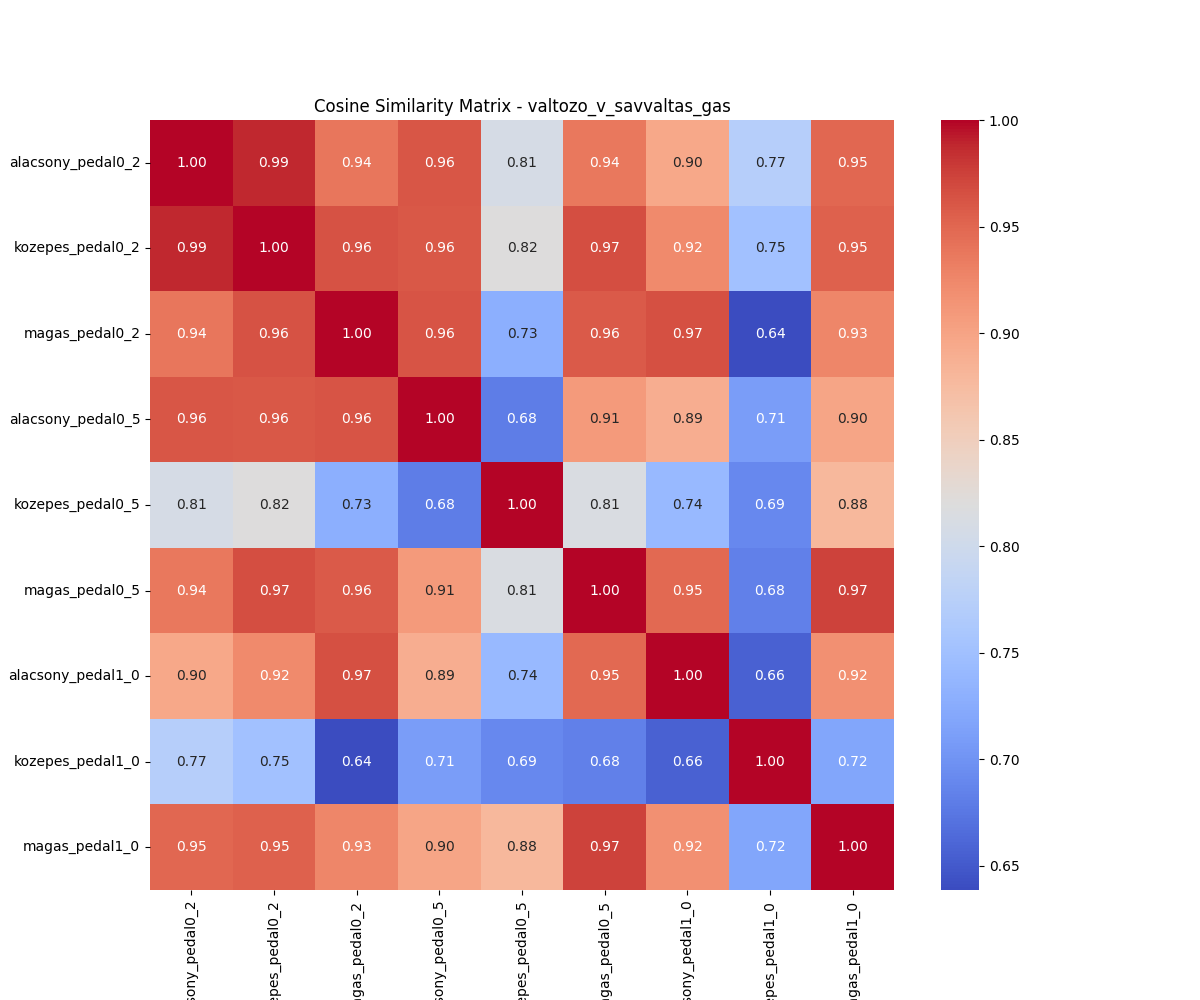 Cosine Similarity Matrix - valtozo_v_savvaltas_gas
alacsony_pedal0_2 1.00 0.99 0.94 0.96 0.81 0.94 0.90 0.77 0.95
kozepes_pedal0_2 0.99 1.00 0.96 0.96 0.82 0.97 0.92 0.75 0.95
magas_pedal0_2 0.94 0.96 1.00 0.96 0.73 0.96 0.97 0.64 0.93
alacsony_pedal0_5 0.96 0.96 0.96 1.00 0.68 0.91 0.89 0.71 0.90
kozepes_pedal0_5 0.81 0.82 0.73 0.68 1.00 0.81 0.74 0.69 0.88
magas_pedal0_5 0.94 0.97 0.96 0.91 0.81 1.00 0.95 0.68 0.97
alacsony_pedal1_0 0.90 0.92 0.97 0.89 0.74 0.95 1.00 0.66 0.92
kozepes_pedal1_0 0.77 0.75 0.64 0.71 0.69 0.68 0.66 1.00 0.72
magas_pedal1_0 0.95 0.95 0.93 0.90 0.88 0.97 0.92 0.72 1.00
sony_pedal0_2
epes_pedal0_2
agas_pedal0_2
sony_pedal0_5
epes_pedal0_5
agas_pedal0_5
sony_pedal1_0
epes_pedal1_0
agas_pedal1_0
1.00
0.95
0.90
0.85
0.80
0.75
0.70
0.65